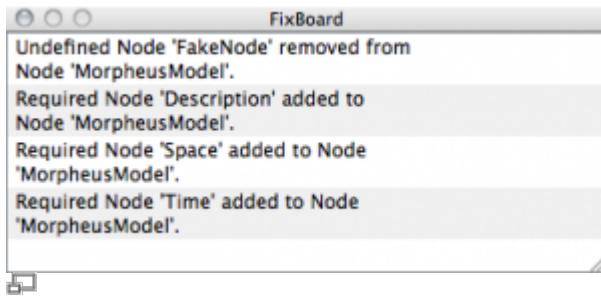 FixBoard
Undefined Node 'FakeNode' removed from
Node 'MorpheusModel'.
Required Node 'Description' added to
Node 'MorpheusModel'.
Required Node 'Space' added to Node
'MorpheusModel'.
Required Node 'Time' added to Node
'MorpheusModel'.